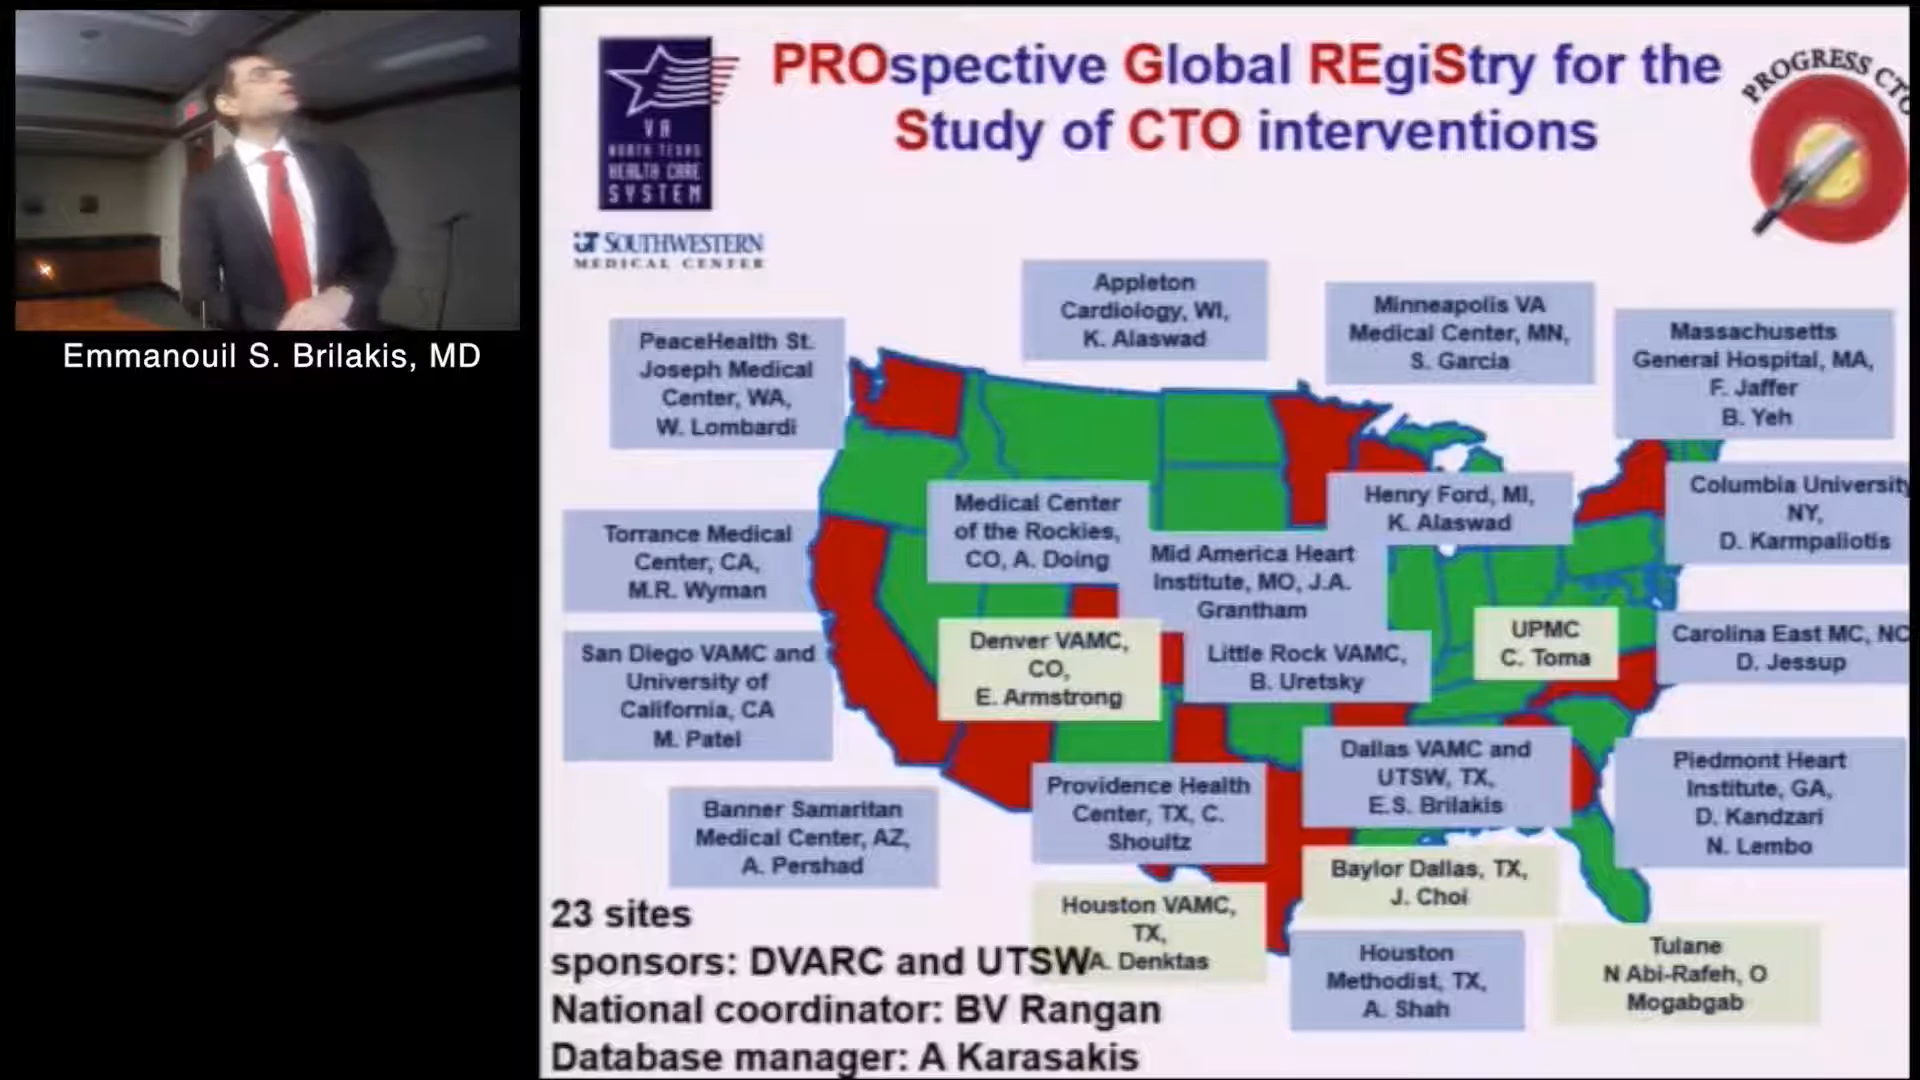 Emmanouil S. Brilakis, MD
PROspective Global REgiStry for the
Study of CTO interventions
VA
NORTH TEXAS
HEALTH CARE
SYSTEM
UT SOUTHWESTERN
MEDICAL CENTER
PROGRESS CTO
Appleton
Cardiology, WI,
K. Alaswad
Minneapolis VA
Medical Center, MN,
S. Garcia
Massachusetts
General Hospital, MA,
F. Jaffer
B. Yeh
PeaceHealth St.
Joseph Medical
Center, WA,
W. Lombardi
Medical Center
of the Rockies,
CO, A. Doing
Henry Ford, MI,
K. Alaswad
Columbia University
NY,
D. Karmpaliotis
Torrance Medical
Center, CA,
M.R. Wyman
Mid America Heart
Institute, MO, J.A.
Grantham
San Diego VAMC and
University of
California, CA
M. Patel
Denver VAMC,
CO,
E. Armstrong
Little Rock VAMC,
B. Uretsky
UPMC
C. Toma
Carolina East MC, NC
D. Jessup
Banner Samaritan
Medical Center, AZ,
A. Pershad
Providence Health
Center, TX, C.
Shoultz
Dallas VAMC and
UTSW, TX,
E.S. Brilakis
Piedmont Heart
Institute, GA,
D. Kandzari
N. Lembo
Houston VAMC,
TX,
A. Denktas
Baylor Dallas, TX,
J. Choi
Houston
Methodist, TX,
A. Shah
Tulane
N Abi-Rafeh, O
Mogabgab
23 sites
sponsors: DVARC and UTSW
National coordinator: BV Rangan
Database manager: A Karasakis